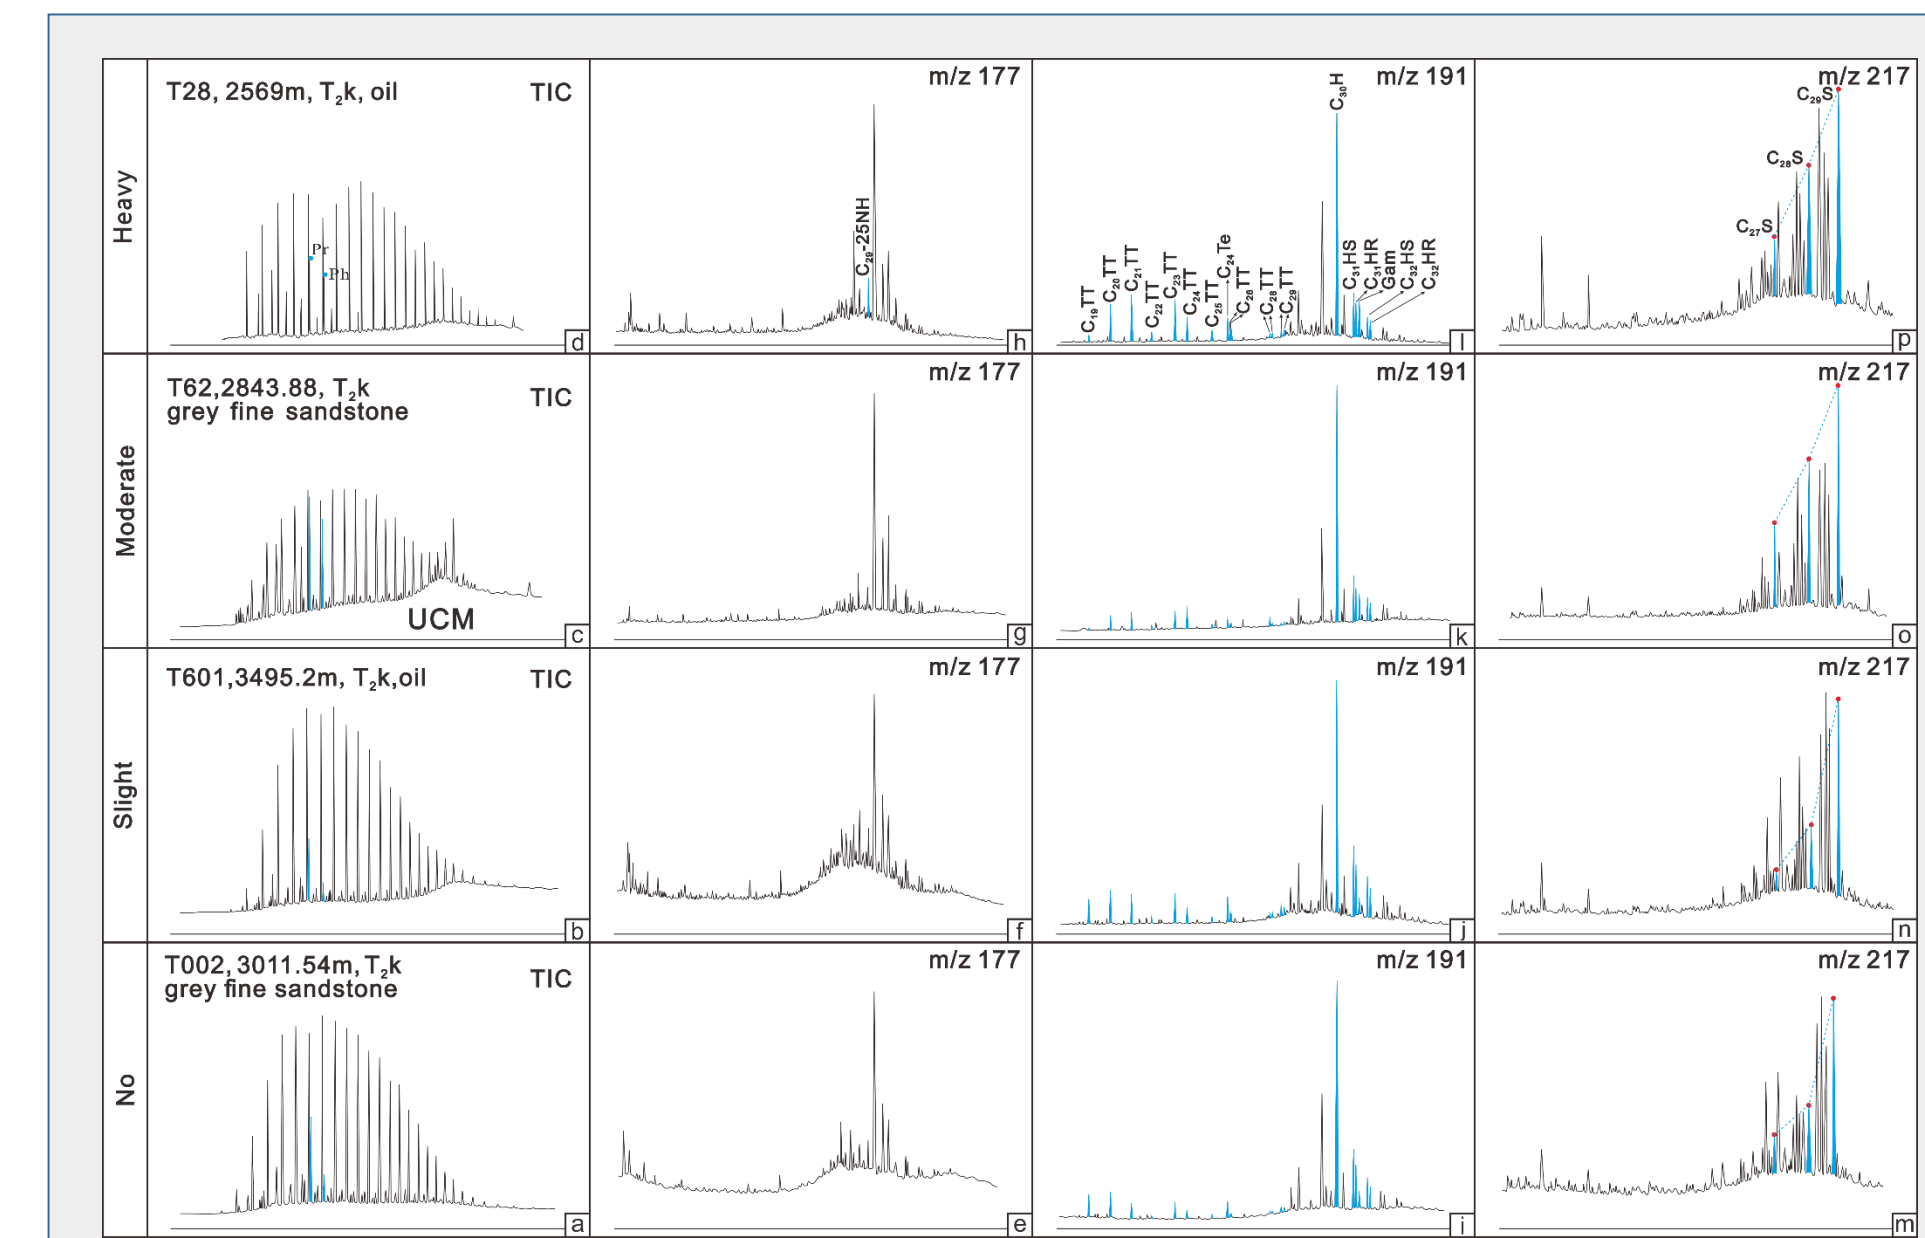 Heavy
T28, 2569m, T₂k, oil
TIC
Pr
Ph
d
m/z 177
C₂₉-25NH
h
m/z 191
C₁₉TT
C₂₀TT
C₂₁TT
C₂₂TT
C₂₃TT
C₂₄TT
C₂₅TT
C₂₄Te
C₂₆TT
C₂₈TT
C₂₉TT
C₃₀H
C₃₁HS
C₃₁HR
Gam
C₃₂HS
C₃₂HR
l
m/z 217
C₂₇S
C₂₈S
C₂₉S
p
Moderate
T62,2843.88, T₂k
grey fine sandstone
TIC
UCM
c
m/z 177
g
m/z 191
k
m/z 217
o
Slight
T601,3495.2m, T₂k,oil
TIC
b
m/z 177
f
m/z 191
j
m/z 217
n
No
T002,3011.54m,T₂k
grey fine sandstone
TIC
a
m/z 177
e
m/z 191
i
m/z 217
m